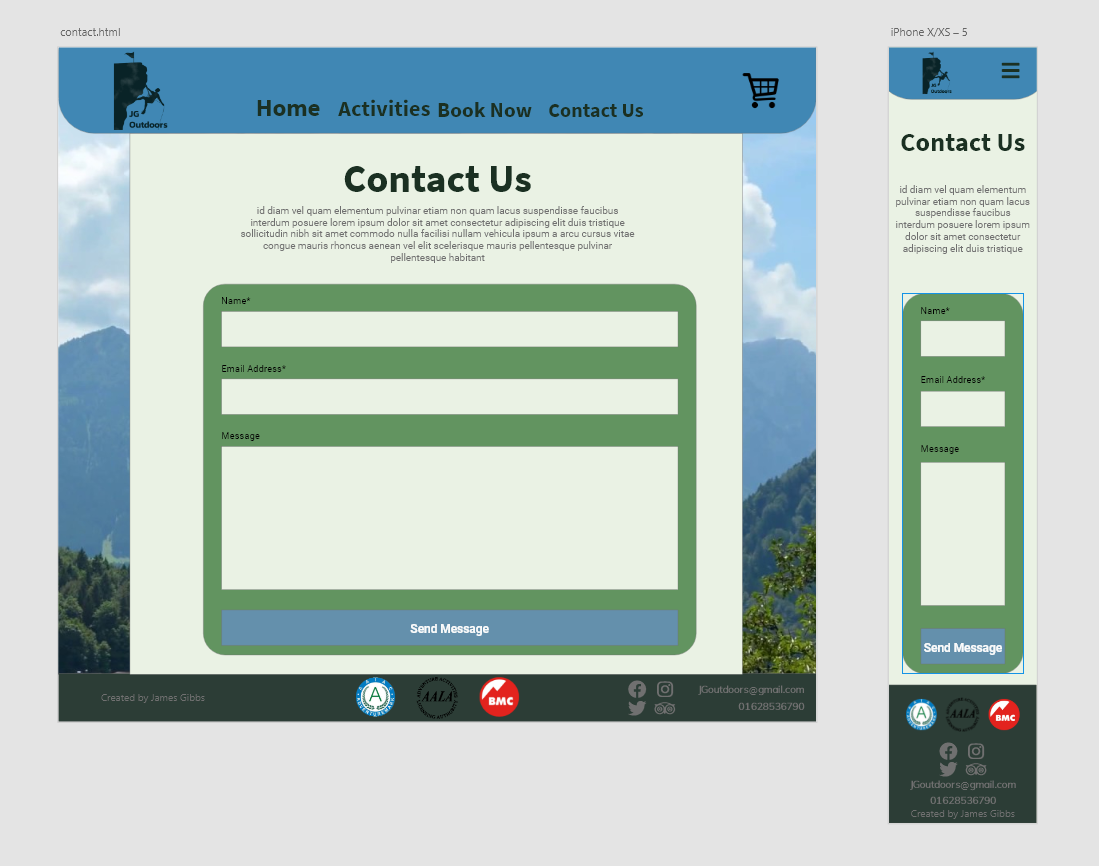 contact.html
JG
Outdoors
Home
Activities
Book Now
Contact Us
Contact Us
id diam vel quam elementum pulvinar etiam non quam lacus suspendisse faucibus
interdum posuere lorem ipsum dolor sit amet consectetur adipiscing elit duis tristique
sollicitudin nibh sit amet commodo nulla facilisi nullam vehicula ipsum a arcu cursus vitae
congue mauris rhoncus aenean vel elit scelerisque mauris pellentesque pulvinar
pellentesque habitant
Name*
Email Address*
Message
Send Message
Created by James Gibbs
AALA
BMC
JGoutdoors@gmail.com
01628536790
iPhone X/XS – 5
JG
Outdoors
Contact Us
id diam vel quam elementum
pulvinar etiam non quam lacus
suspendisse faucibus
interdum posuere lorem ipsum
dolor sit amet consectetur
adipiscing elit duis tristique
Name*
Email Address*
Message
Send Message
AALA
BMC
JGoutdoors@gmail.com
01628536790
Created by James Gibbs